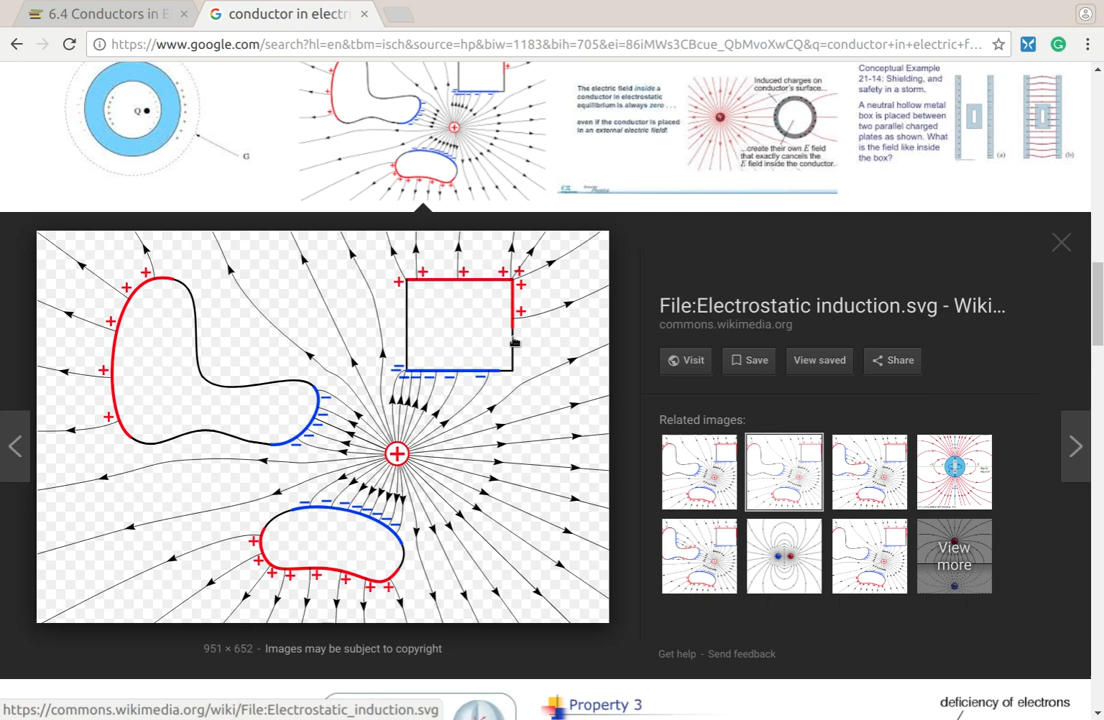 6.4 Conductors in E
conductor in electri
https://www.google.com/search?hl=en&tbm=isch&source=hp&biw=1183&bih=705&ei=86iMWs3CBcue_QbMvoXwCQ&q=conductor+in+electric+f...
Q
G
The electric field inside a
conductor in electrostatic
equilibrium is always zero ...
even if the conductor is placed
in an external electric field!
Induced charges on
conductor's surface...
...create their own E field
that exactly cancels the
E field inside the conductor.
Conceptual Example
21-14: Shielding, and
safety in a storm.
A neutral hollow metal
box is placed between
two parallel charged
plates as shown. What
is the field like inside
the box?
(a)
(b)
File:Electrostatic induction.svg - Wiki...
commons.wikimedia.org
Visit
Save
View saved
Share
Related images:
View
more
951 × 652 - Images may be subject to copyright
Get help - Send feedback
Property 3
deficiency of electrons
https://commons.wikimedia.org/wiki/File:Electrostatic_induction.svg